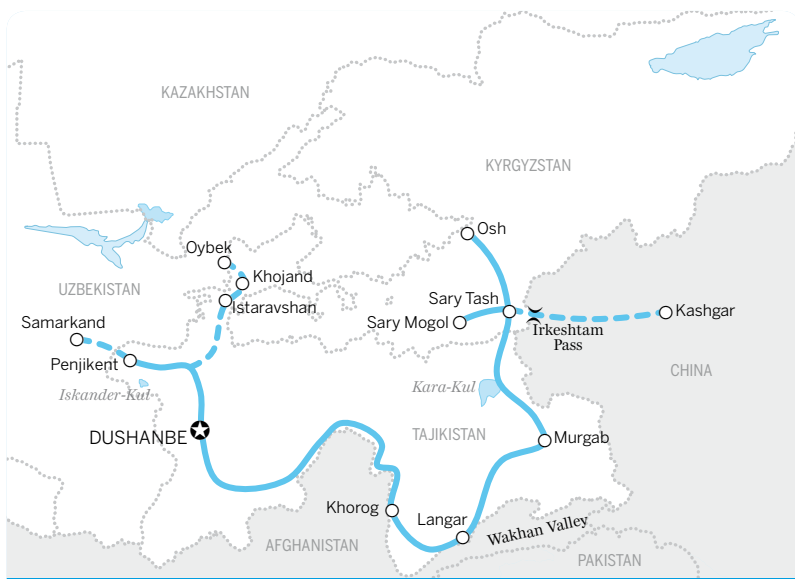 KAZAKHSTAN
KYRGYZSTAN
Osh
Oybek
Khojand
UZBEKISTAN
Istaravshan
Sary Tash
Kashgar
Samarkand
Sary Mogol
Irkeshtam
Pass
Penjikent
CHINA
Iskander-Kul
Kara-Kul
DUSHANBE
TAJIKISTAN
Murgab
Khorog
Langar
Wakhan Valley
AFGHANISTAN
PAKISTAN